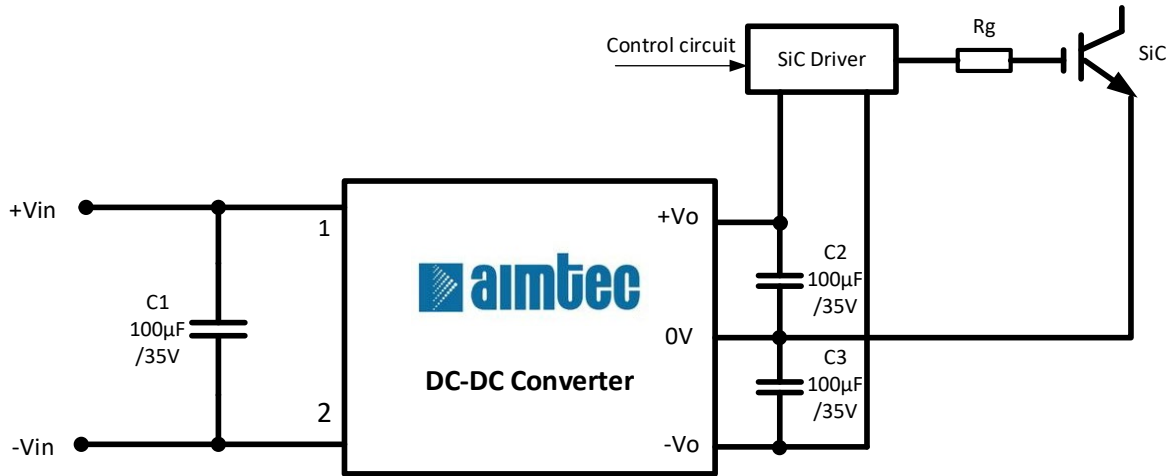 Control circuit
SiC Driver
Rg
SiC
+Vin
1
+Vo
C1
100µF
/35V
aimtec
DC-DC Converter
C2
100µF
/35V
0V
C3
100µF
/35V
2
-Vin
-Vo